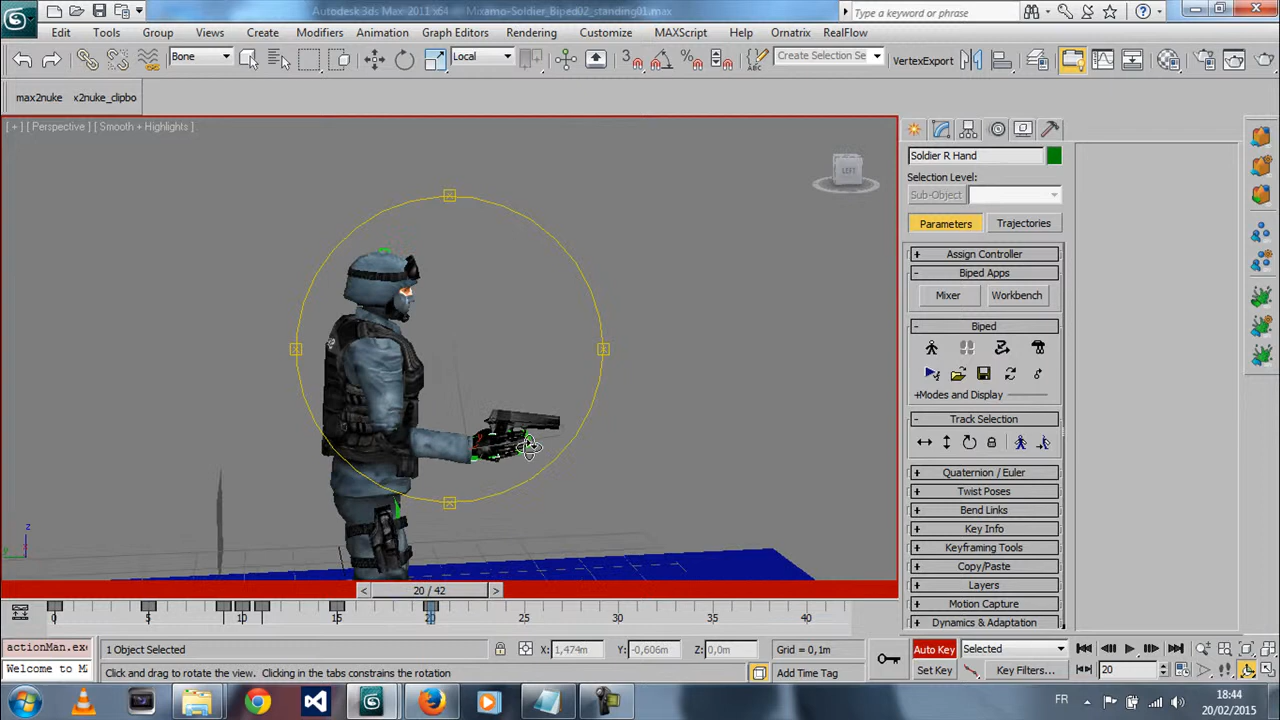 Autodesk 3ds Max 2011 x64 Mixamo-Soldier_Biped02_standing01.max
Type a keyword or phrase
Edit Tools Group Views Create Modifiers Animation Graph Editors Rendering Customize MAXScript Help Ornatrix RealFlow
Bone Local 3 Create Selection Se VertexExport
max2nuke x2nuke_clipbo
[ + ] [ Perspective ] [ Smooth + Highlights ]
LEFT
Soldier R Hand
Selection Level:
Sub-Object
Parameters Trajectories
+ Assign Controller
- Biped Apps
Mixer Workbench
- Biped
+Modes and Display
- Track Selection
+ Quaternion / Euler
+ Twist Poses
+ Bend Links
+ Key Info
+ Keyframing Tools
+ Copy/Paste
+ Layers
+ Motion Capture
+ Dynamics & Adaptation
z
< 20 / 42 >
0 5 10 15 20 25 30 35 40
actionMan.exe 1 Object Selected X: 1,474m Y: -0,606m Z: 0,0m Grid = 0,1m Auto Key Selected
Welcome to M Click and drag to rotate the view. Clicking in the tabs constrains the rotation Add Time Tag Set Key Key Filters... 20
FR 18:44
20/02/2015